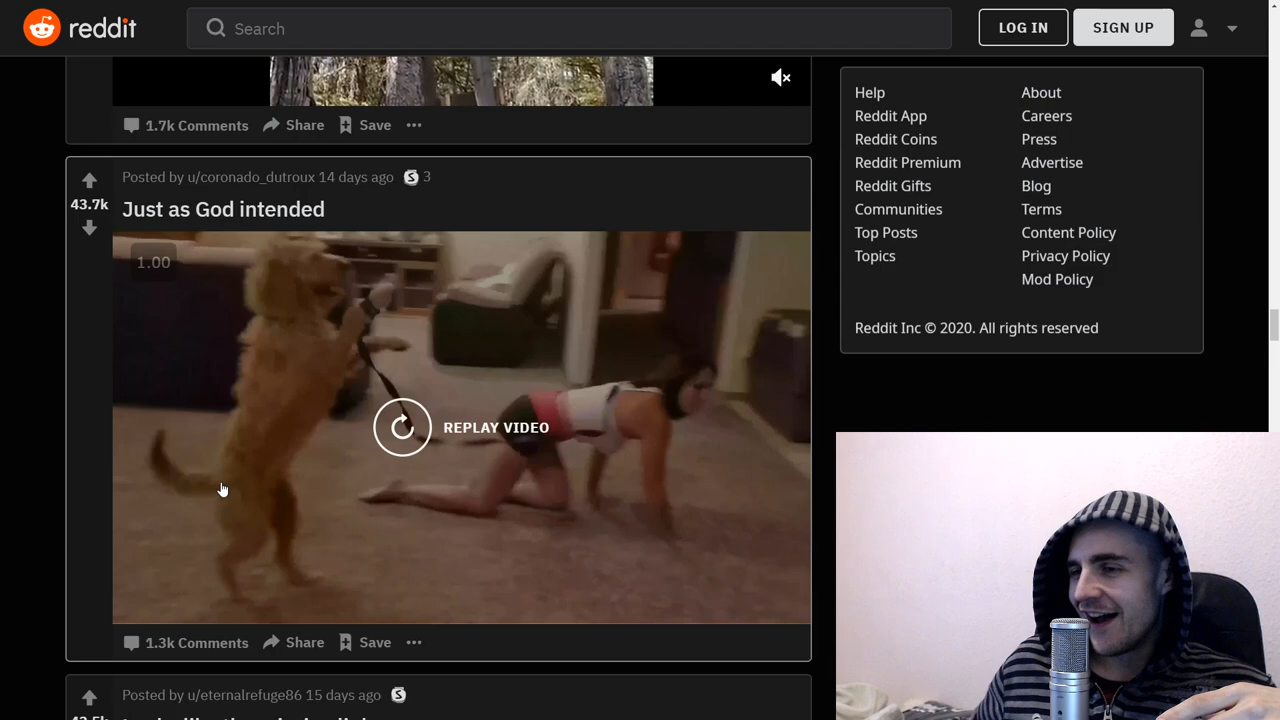 reddit
Search
LOG IN
SIGN UP
1.7k Comments
Share
Save
Posted by u/coronado_dutroux 14 days ago
3
43.7k
Just as God intended
1.00
REPLAY VIDEO
1.3k Comments
Share
Save
Posted by u/eternalrefuge86 15 days ago
Help
About
Reddit App
Careers
Reddit Coins
Press
Reddit Premium
Advertise
Reddit Gifts
Blog
Communities
Terms
Top Posts
Content Policy
Topics
Privacy Policy
Mod Policy
Reddit Inc © 2020. All rights reserved